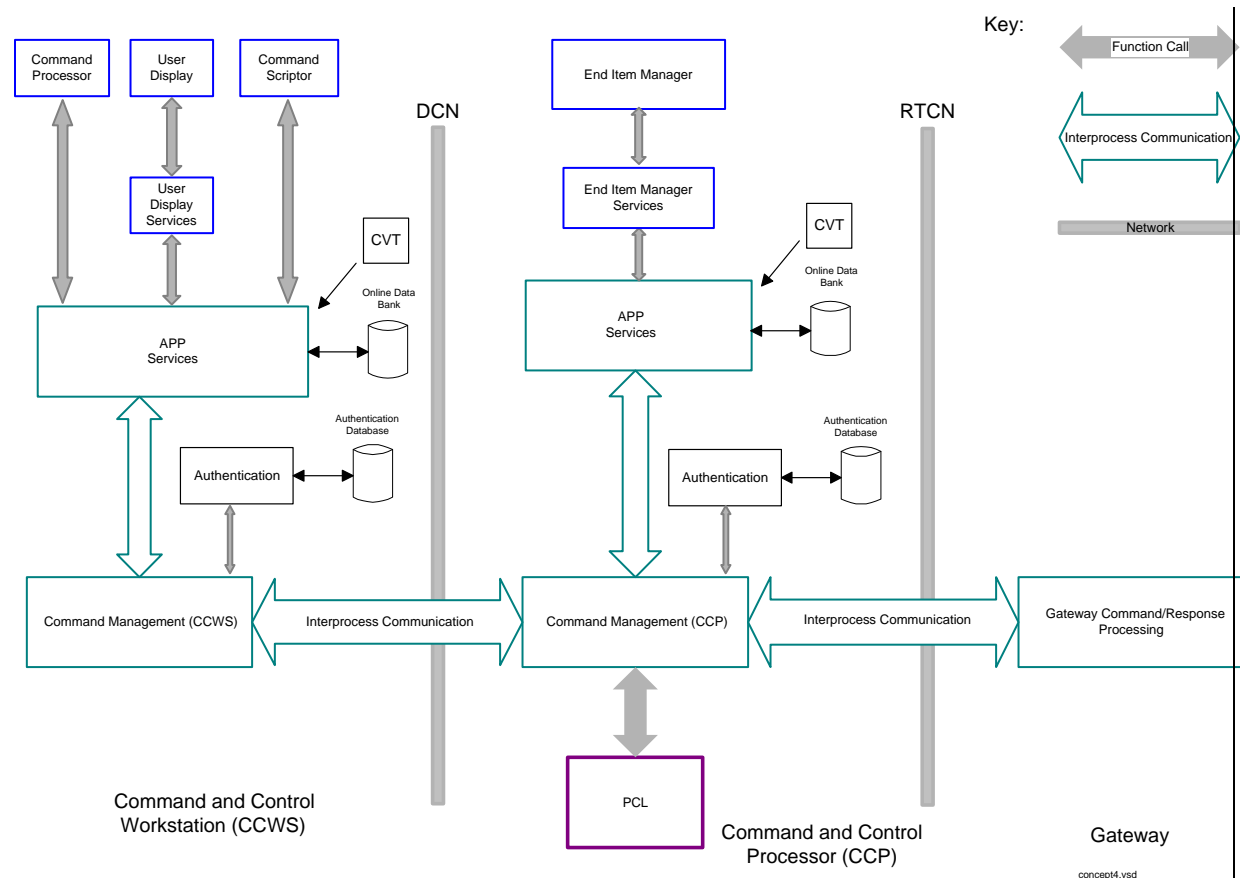 Key:
Function Call
Interprocess Communication
Network
Command
Processor
User
Display
Command
Scriptor
End Item Manager
DCN
RTCN
User
Display
Services
End Item Manager
Services
CVT
CVT
Online Data
Bank
Online Data
Bank
APP
Services
APP
Services
Authentication
Database
Authentication
Database
Authentication
Authentication
Command Management (CCWS)
Interprocess Communication
Command Management (CCP)
Interprocess Communication
Gateway Command/Response
Processing
PCL
Command and Control
Workstation (CCWS)
Command and Control
Processor (CCP)
Gateway
concept4.vsd